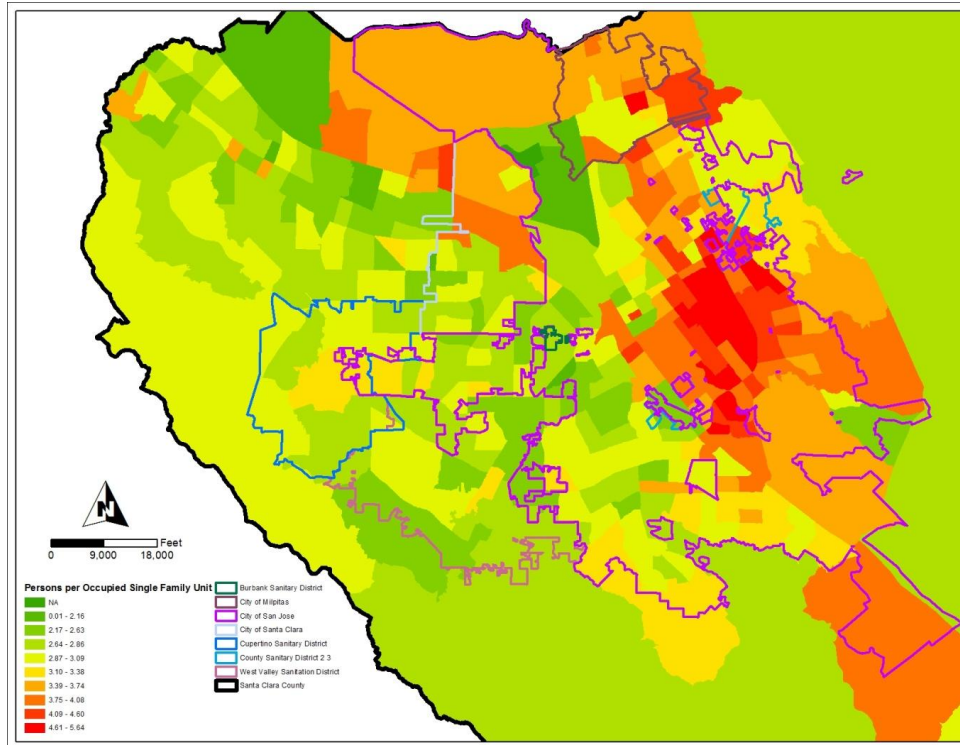 N
Feet
0 9,000 18,000
Persons per Occupied Single Family Unit
NA
0.01 - 2.16
2.17 - 2.63
2.64 - 2.86
2.87 - 3.09
3.10 - 3.38
3.39 - 3.74
3.75 - 4.08
4.09 - 4.60
4.61 - 5.64
Burbank Sanitary District
City of Milpitas
City of San Jose
City of Santa Clara
Cupertino Sanitary District
County Sanitary District 2 3
West Valley Sanitation District
Santa Clara County